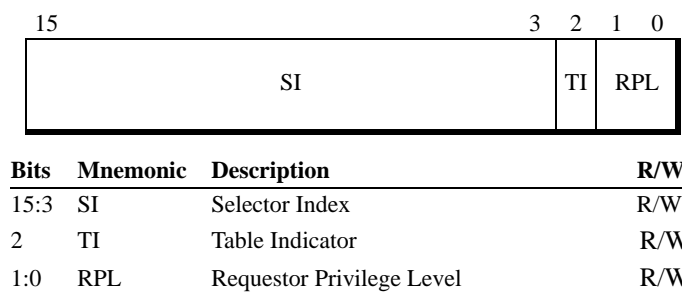 15 3 2 1 0
SI TI RPL
Bits Mnemonic Description R/W
15:3 SI Selector Index R/W
2 TI Table Indicator R/W
1:0 RPL Requestor Privilege Level R/W